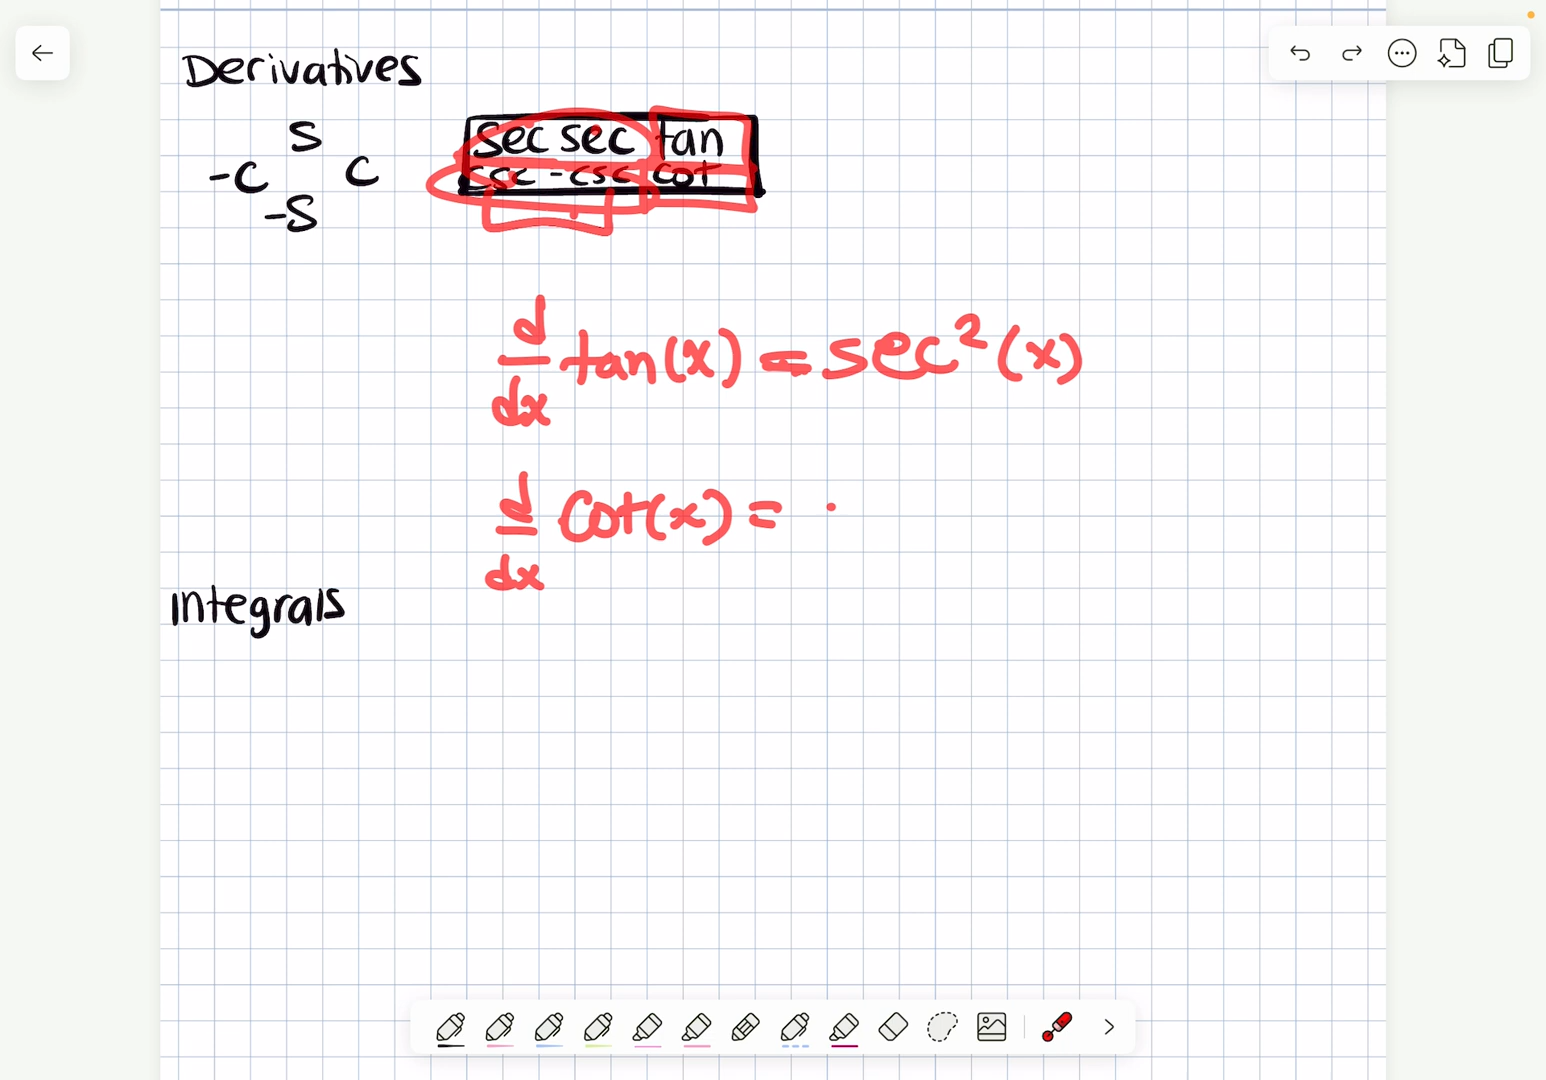 Derivatives
S
-C C
-S
sec sec tan
csc -csc cot
d/dx tan(x) = sec²(x)
d/dx cot(x) =
Integrals